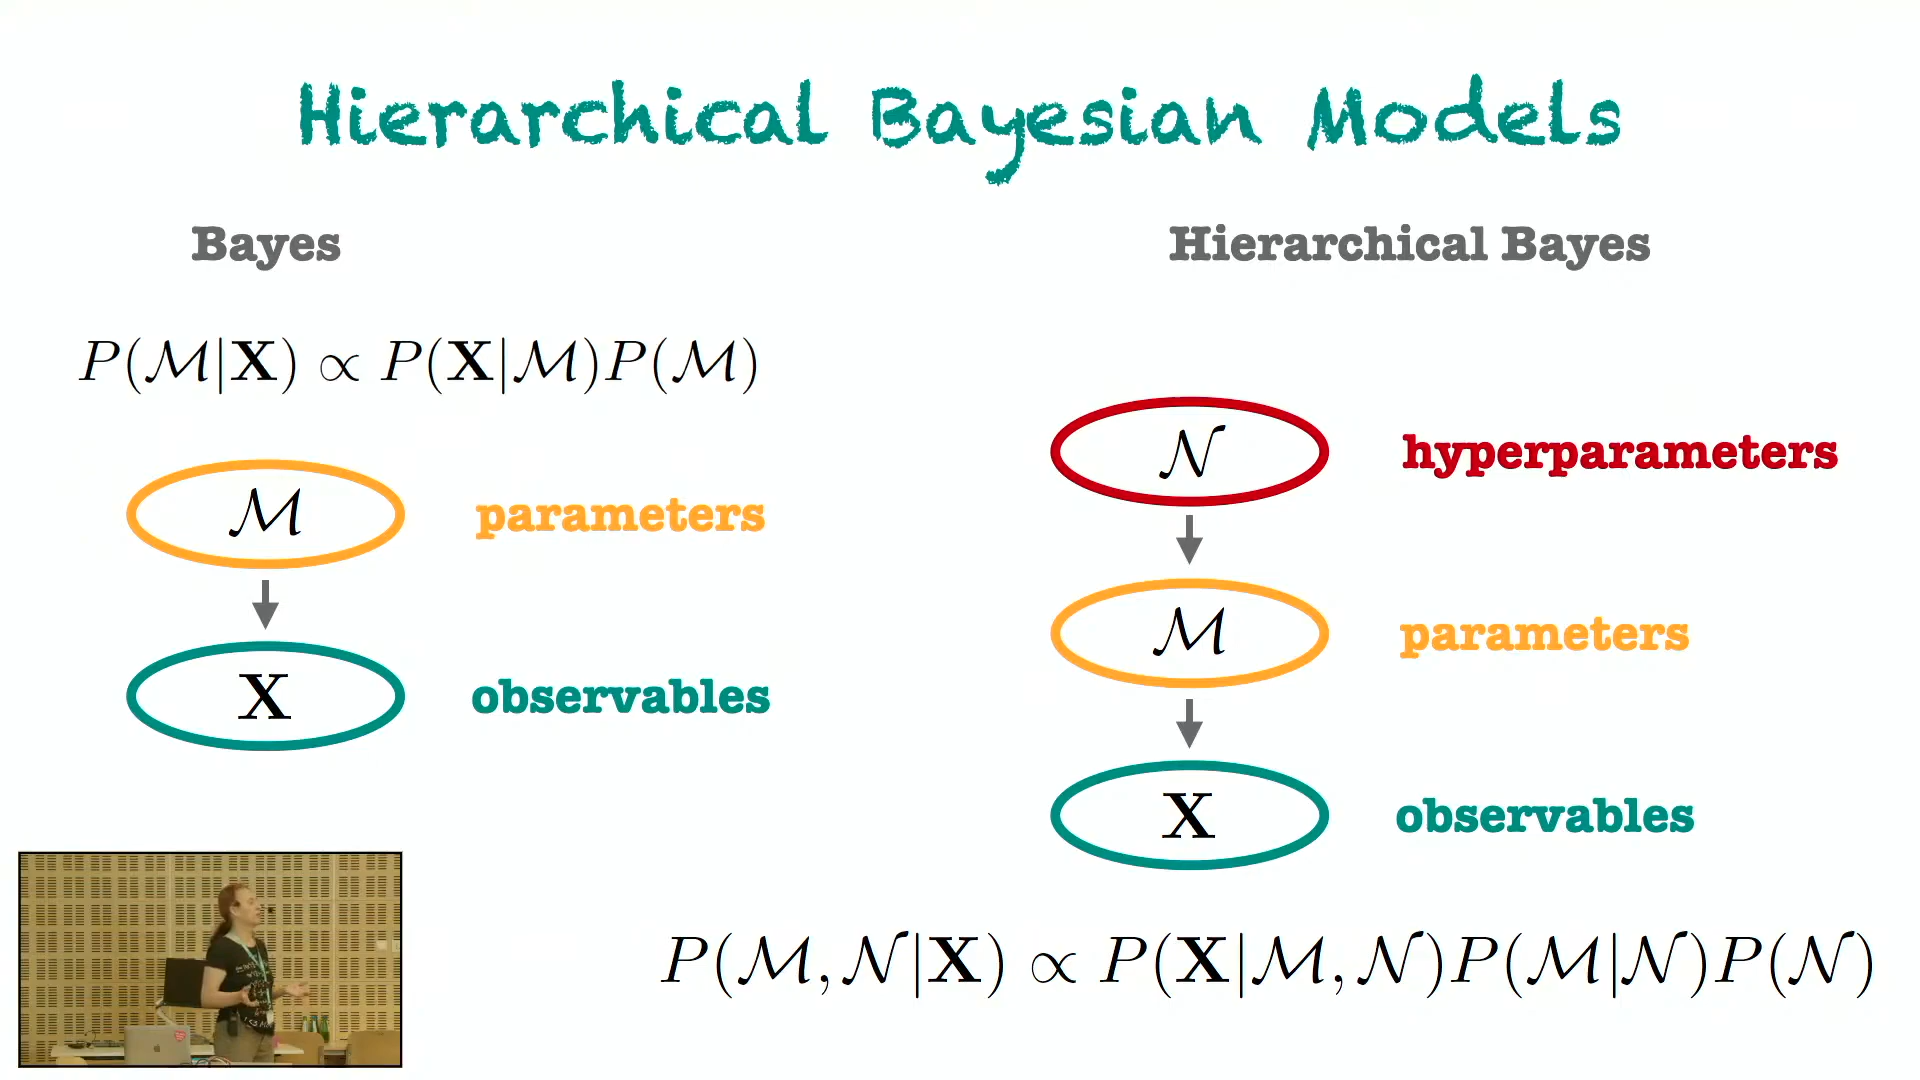 Hierarchical Bayesian Models
Bayes
P(ℳ|𝐗) ∝ P(𝐗|ℳ)P(ℳ)
ℳ parameters
𝐗 observables
Hierarchical Bayes
𝒩 hyperparameters
ℳ parameters
𝐗 observables
P(ℳ, 𝒩|𝐗) ∝ P(𝐗|ℳ, 𝒩)P(ℳ|𝒩)P(𝒩)